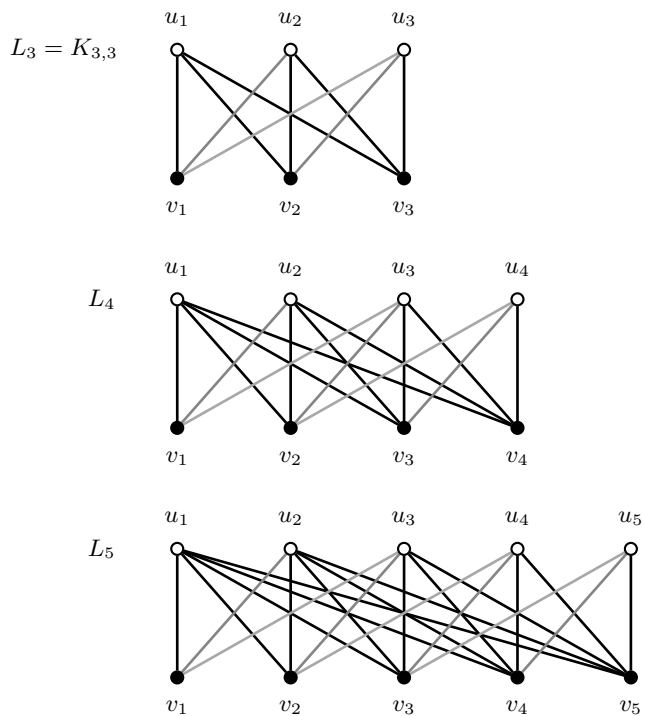 u₁ u₂ u₃
L₃ = K₃,₃
v₁ v₂ v₃
u₁ u₂ u₃ u₄
L₄
v₁ v₂ v₃ v₄
u₁ u₂ u₃ u₄ u₅
L₅
v₁ v₂ v₃ v₄ v₅